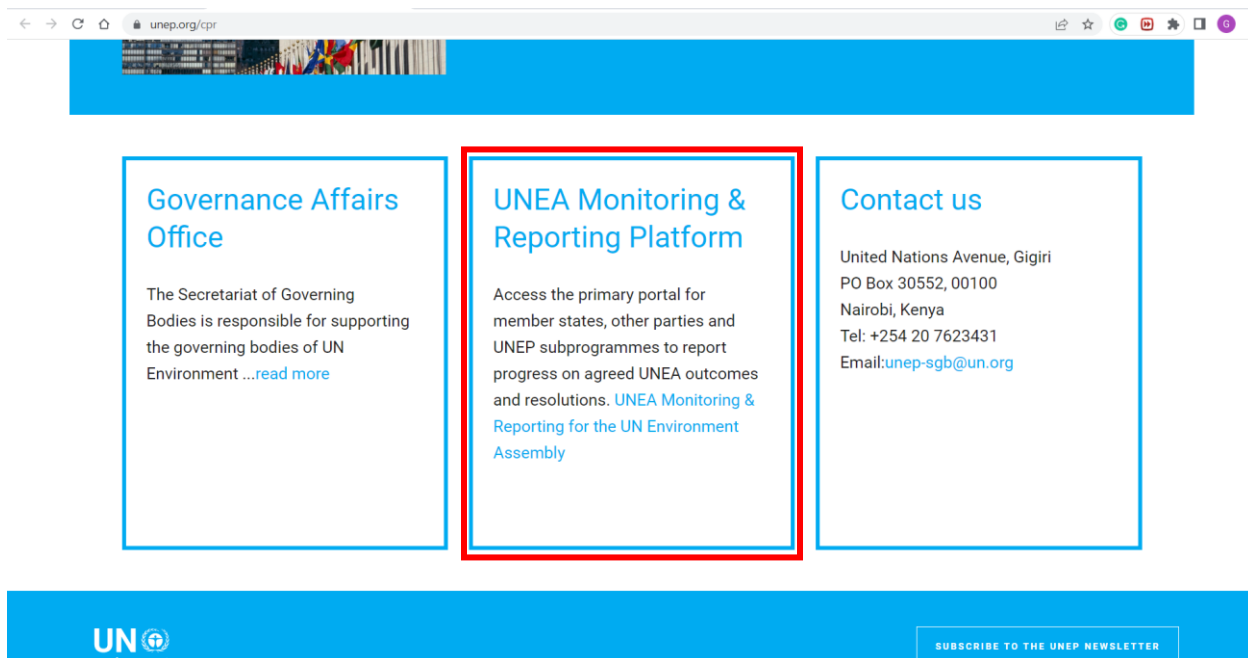 unep.org/cpr
G
Governance Affairs
Office
The Secretariat of Governing
Bodies is responsible for supporting
the governing bodies of UN
Environment ...read more
UNEA Monitoring &
Reporting Platform
Access the primary portal for
member states, other parties and
UNEP subprogrammes to report
progress on agreed UNEA outcomes
and resolutions. UNEA Monitoring &
Reporting for the UN Environment
Assembly
Contact us
United Nations Avenue, Gigiri
PO Box 30552, 00100
Nairobi, Kenya
Tel: +254 20 7623431
Email:unep-sgb@un.org
UN
SUBSCRIBE TO THE UNEP NEWSLETTER